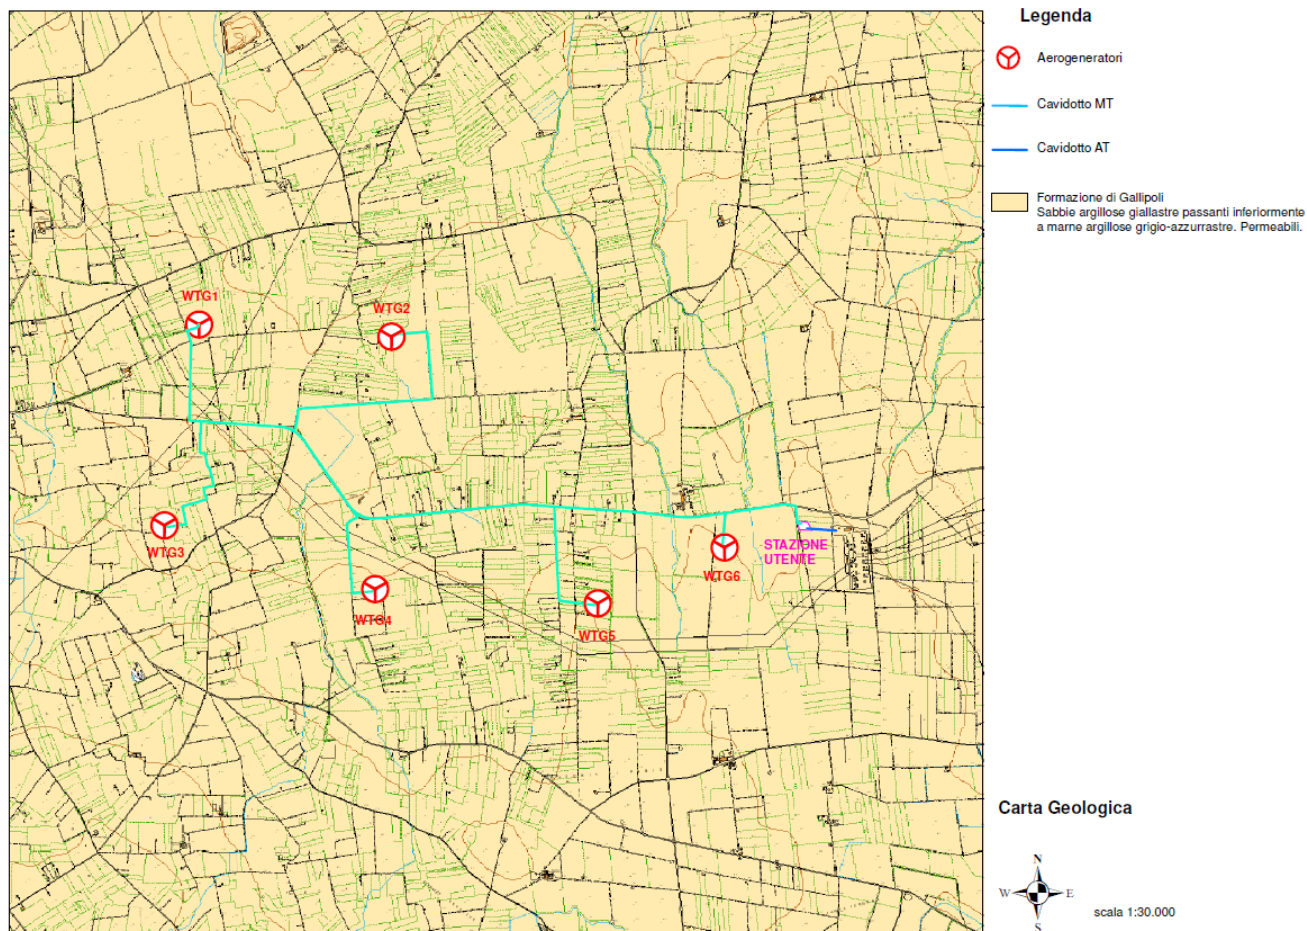 Legenda
Aerogeneratori
Cavidotto MT
Cavidotto AT
Formazione di Gallipoli
Sabbie argillose giallastre passanti inferiormente
a marne argillose grigio-azzurrastre. Permeabili.
WTG1
WTG2
WTG3
STAZIONE
UTENTE
WTG6
WTG4
WTG5
Carta Geologica
N
W
E
S
scala 1:30.000